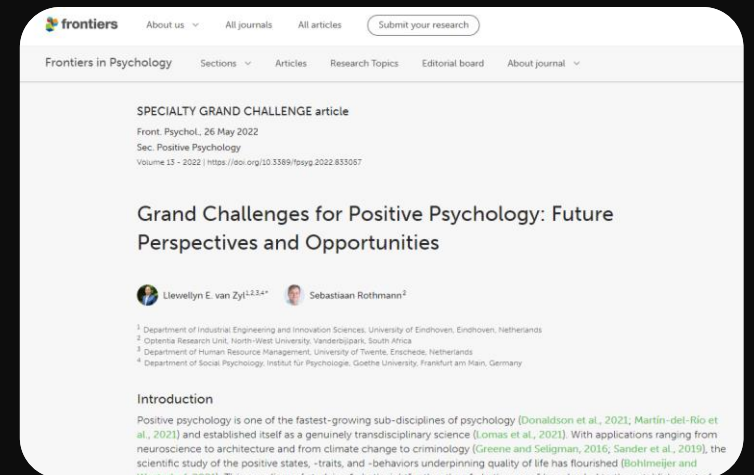 frontiers About us All journals All articles Submit your research
Frontiers in Psychology Sections Articles Research Topics Editorial board About journal
SPECIALTY GRAND CHALLENGE article
Front. Psychol., 26 May 2022
Sec. Positive Psychology
Volume 13 - 2022 | https://doi.org/10.3389/fpsyg.2022.833057
Grand Challenges for Positive Psychology: Future
Perspectives and Opportunities
Llewellyn E. van Zyl1,2,3,4* Sebastiaan Rothmann2
1 Department of Industrial Engineering and Innovation Sciences, University of Eindhoven, Eindhoven, Netherlands
2 Optentia Research Unit, North-West University, Vanderbijlpark, South Africa
3 Department of Human Resource Management, University of Twente, Enschede, Netherlands
4 Department of Social Psychology, Institut für Psychologie, Goethe University, Frankfurt am Main, Germany
Introduction
Positive psychology is one of the fastest-growing sub-disciplines of psychology (Donaldson et al., 2021; Martín-del-Río et
al., 2021) and established itself as a genuinely transdisciplinary science (Lomas et al., 2021). With applications ranging from
neuroscience to architecture and from climate change to criminology (Greene and Seligman, 2016; Sander et al., 2019), the
scientific study of the positive states, -traits, and -behaviors underpinning quality of life has flourished (Bohlmeijer and